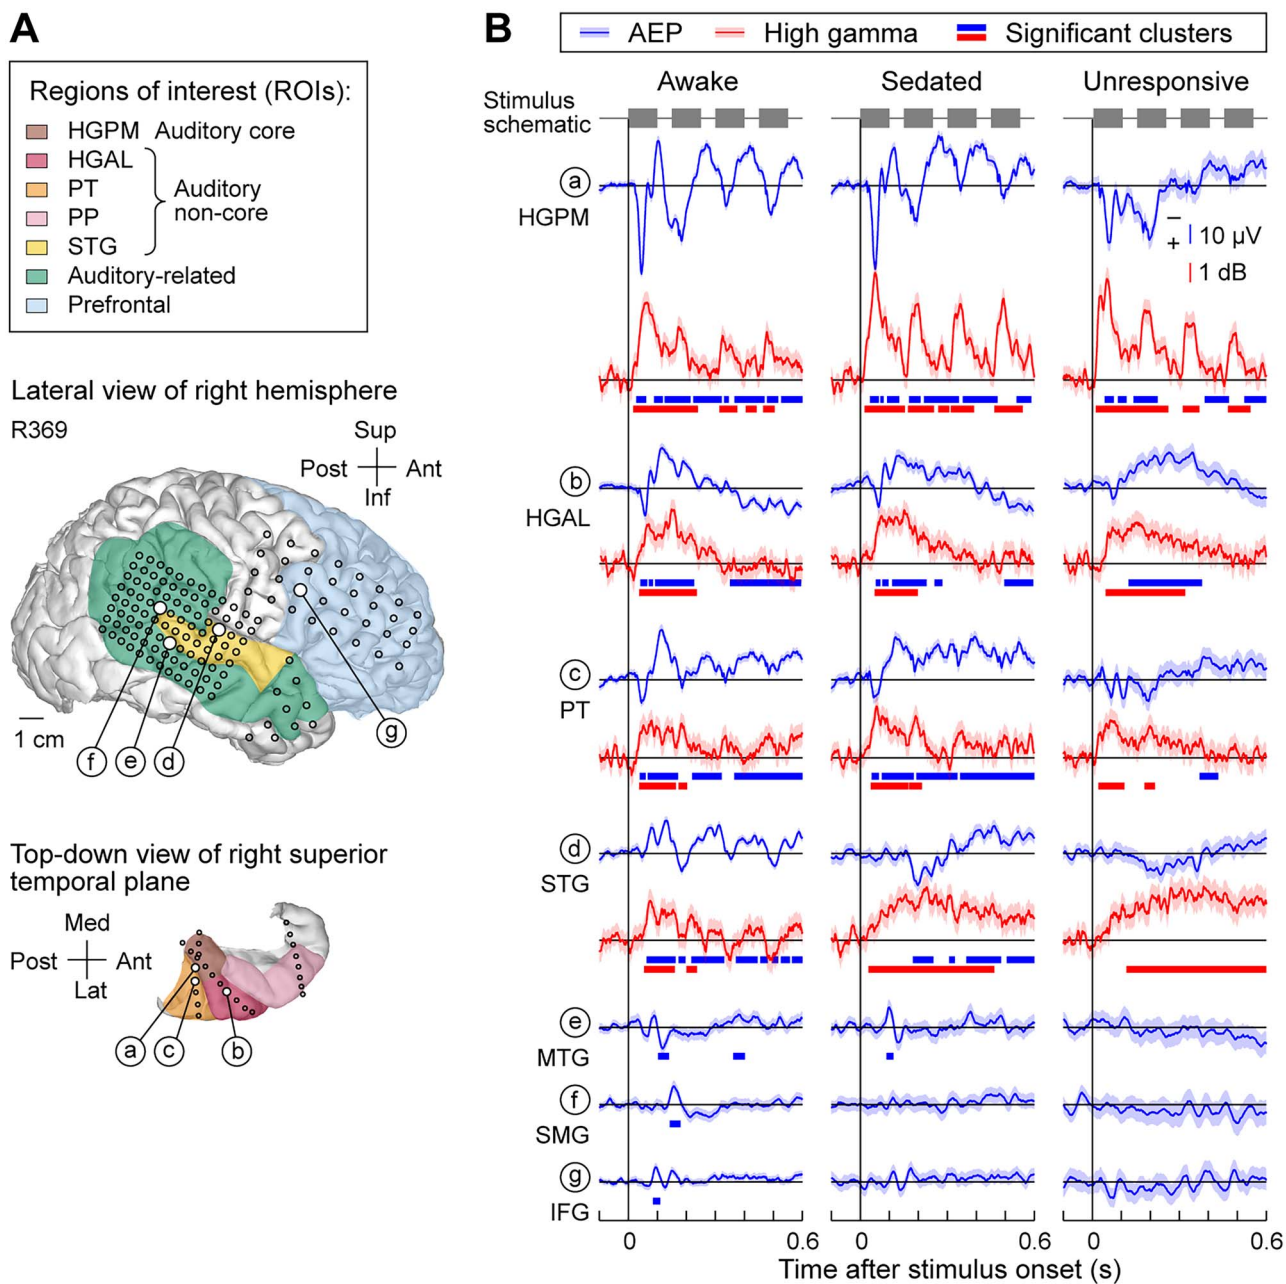 A
Regions of interest (ROIs):
HGPM Auditory core
HGAL
PT
PP
STG
Auditory non-core
Auditory-related
Prefrontal
Lateral view of right hemisphere
R369
Sup
Post Ant
Inf
1 cm
f e d g
Top-down view of right superior
temporal plane
Med
Post Ant
Lat
a c b
B
AEP High gamma Significant clusters
Awake Sedated Unresponsive
Stimulus
schematic
a
HGPM
−
+
10 µV
1 dB
b
HGAL
c
PT
d
STG
e
MTG
f
SMG
g
IFG
0 0.6 0 0.6 0 0.6
Time after stimulus onset (s)